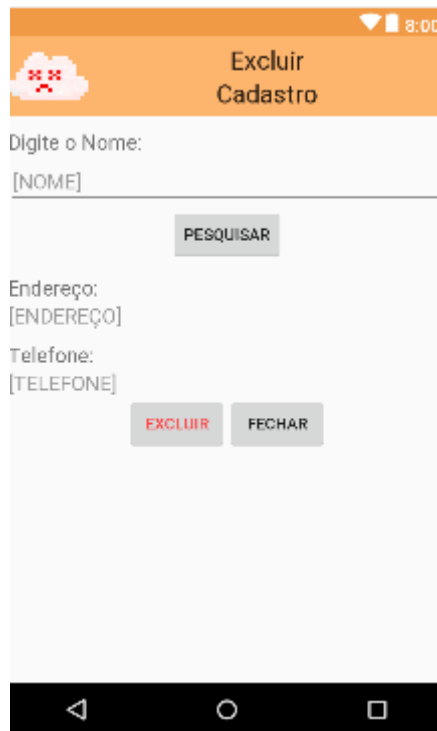 8:00
Excluir
Cadastro
Digite o Nome:
[NOME]
PESQUISAR
Endereço:
[ENDEREÇO]
Telefone:
[TELEFONE]
EXCLUIR FECHAR